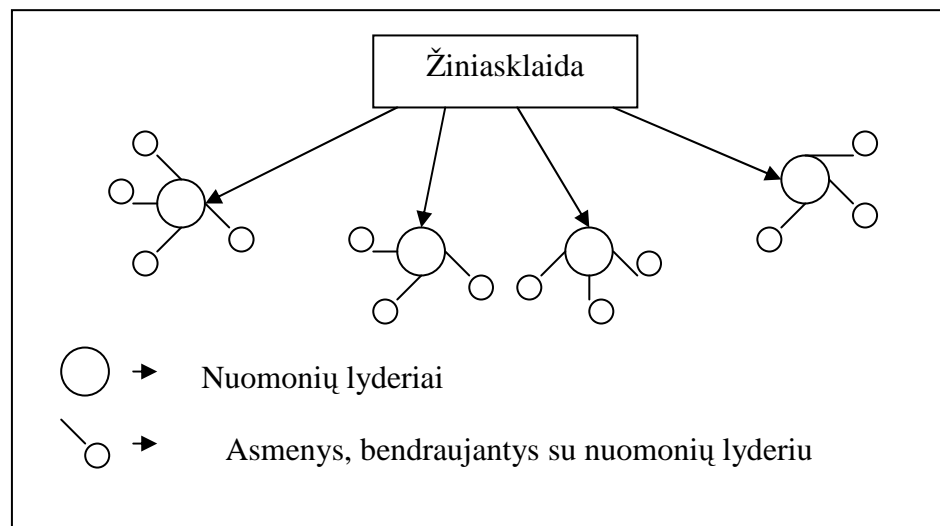 Žiniasklaida
Nuomonių lyderiai
Asmenys, bendraujantys su nuomonių lyderiu